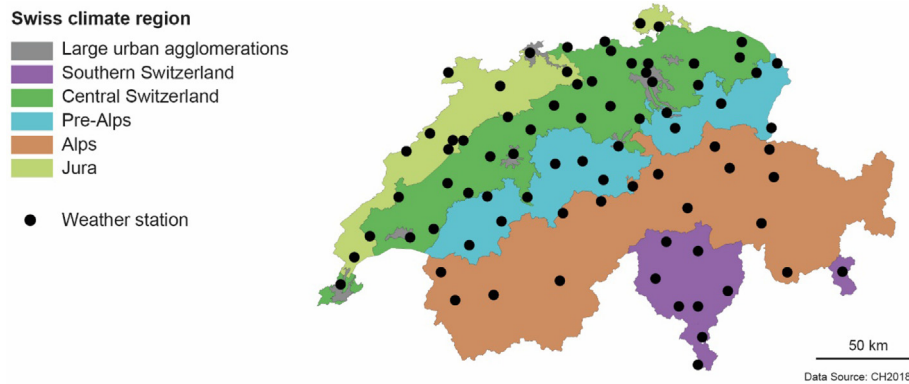 Swiss climate region
Large urban agglomerations
Southern Switzerland
Central Switzerland
Pre-Alps
Alps
Jura
Weather station
50 km
Data Source: CH2018